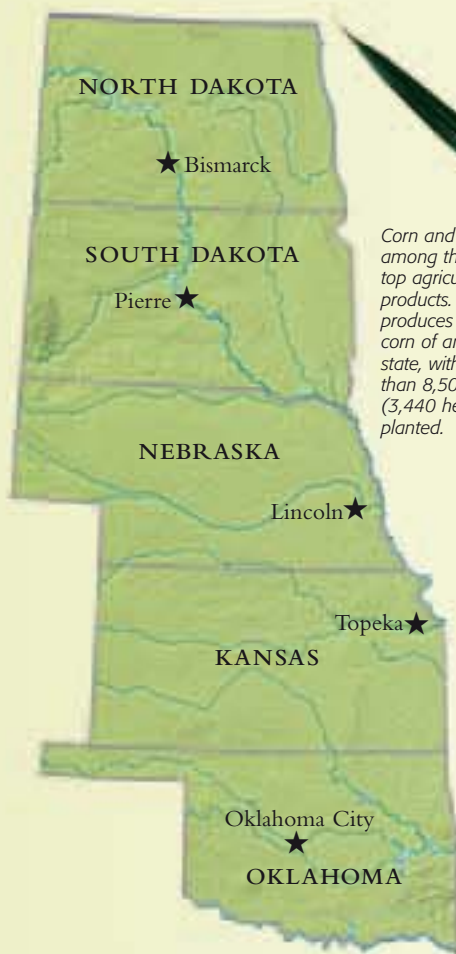 NORTH DAKOTA
Bismarck
SOUTH DAKOTA
Pierre
Corn and
among th
top agricu
products.
produces
corn of an
state, with
than 8,50
(3,440 he
planted.
NEBRASKA
Lincoln
Topeka
KANSAS
Oklahoma City
OKLAHOMA